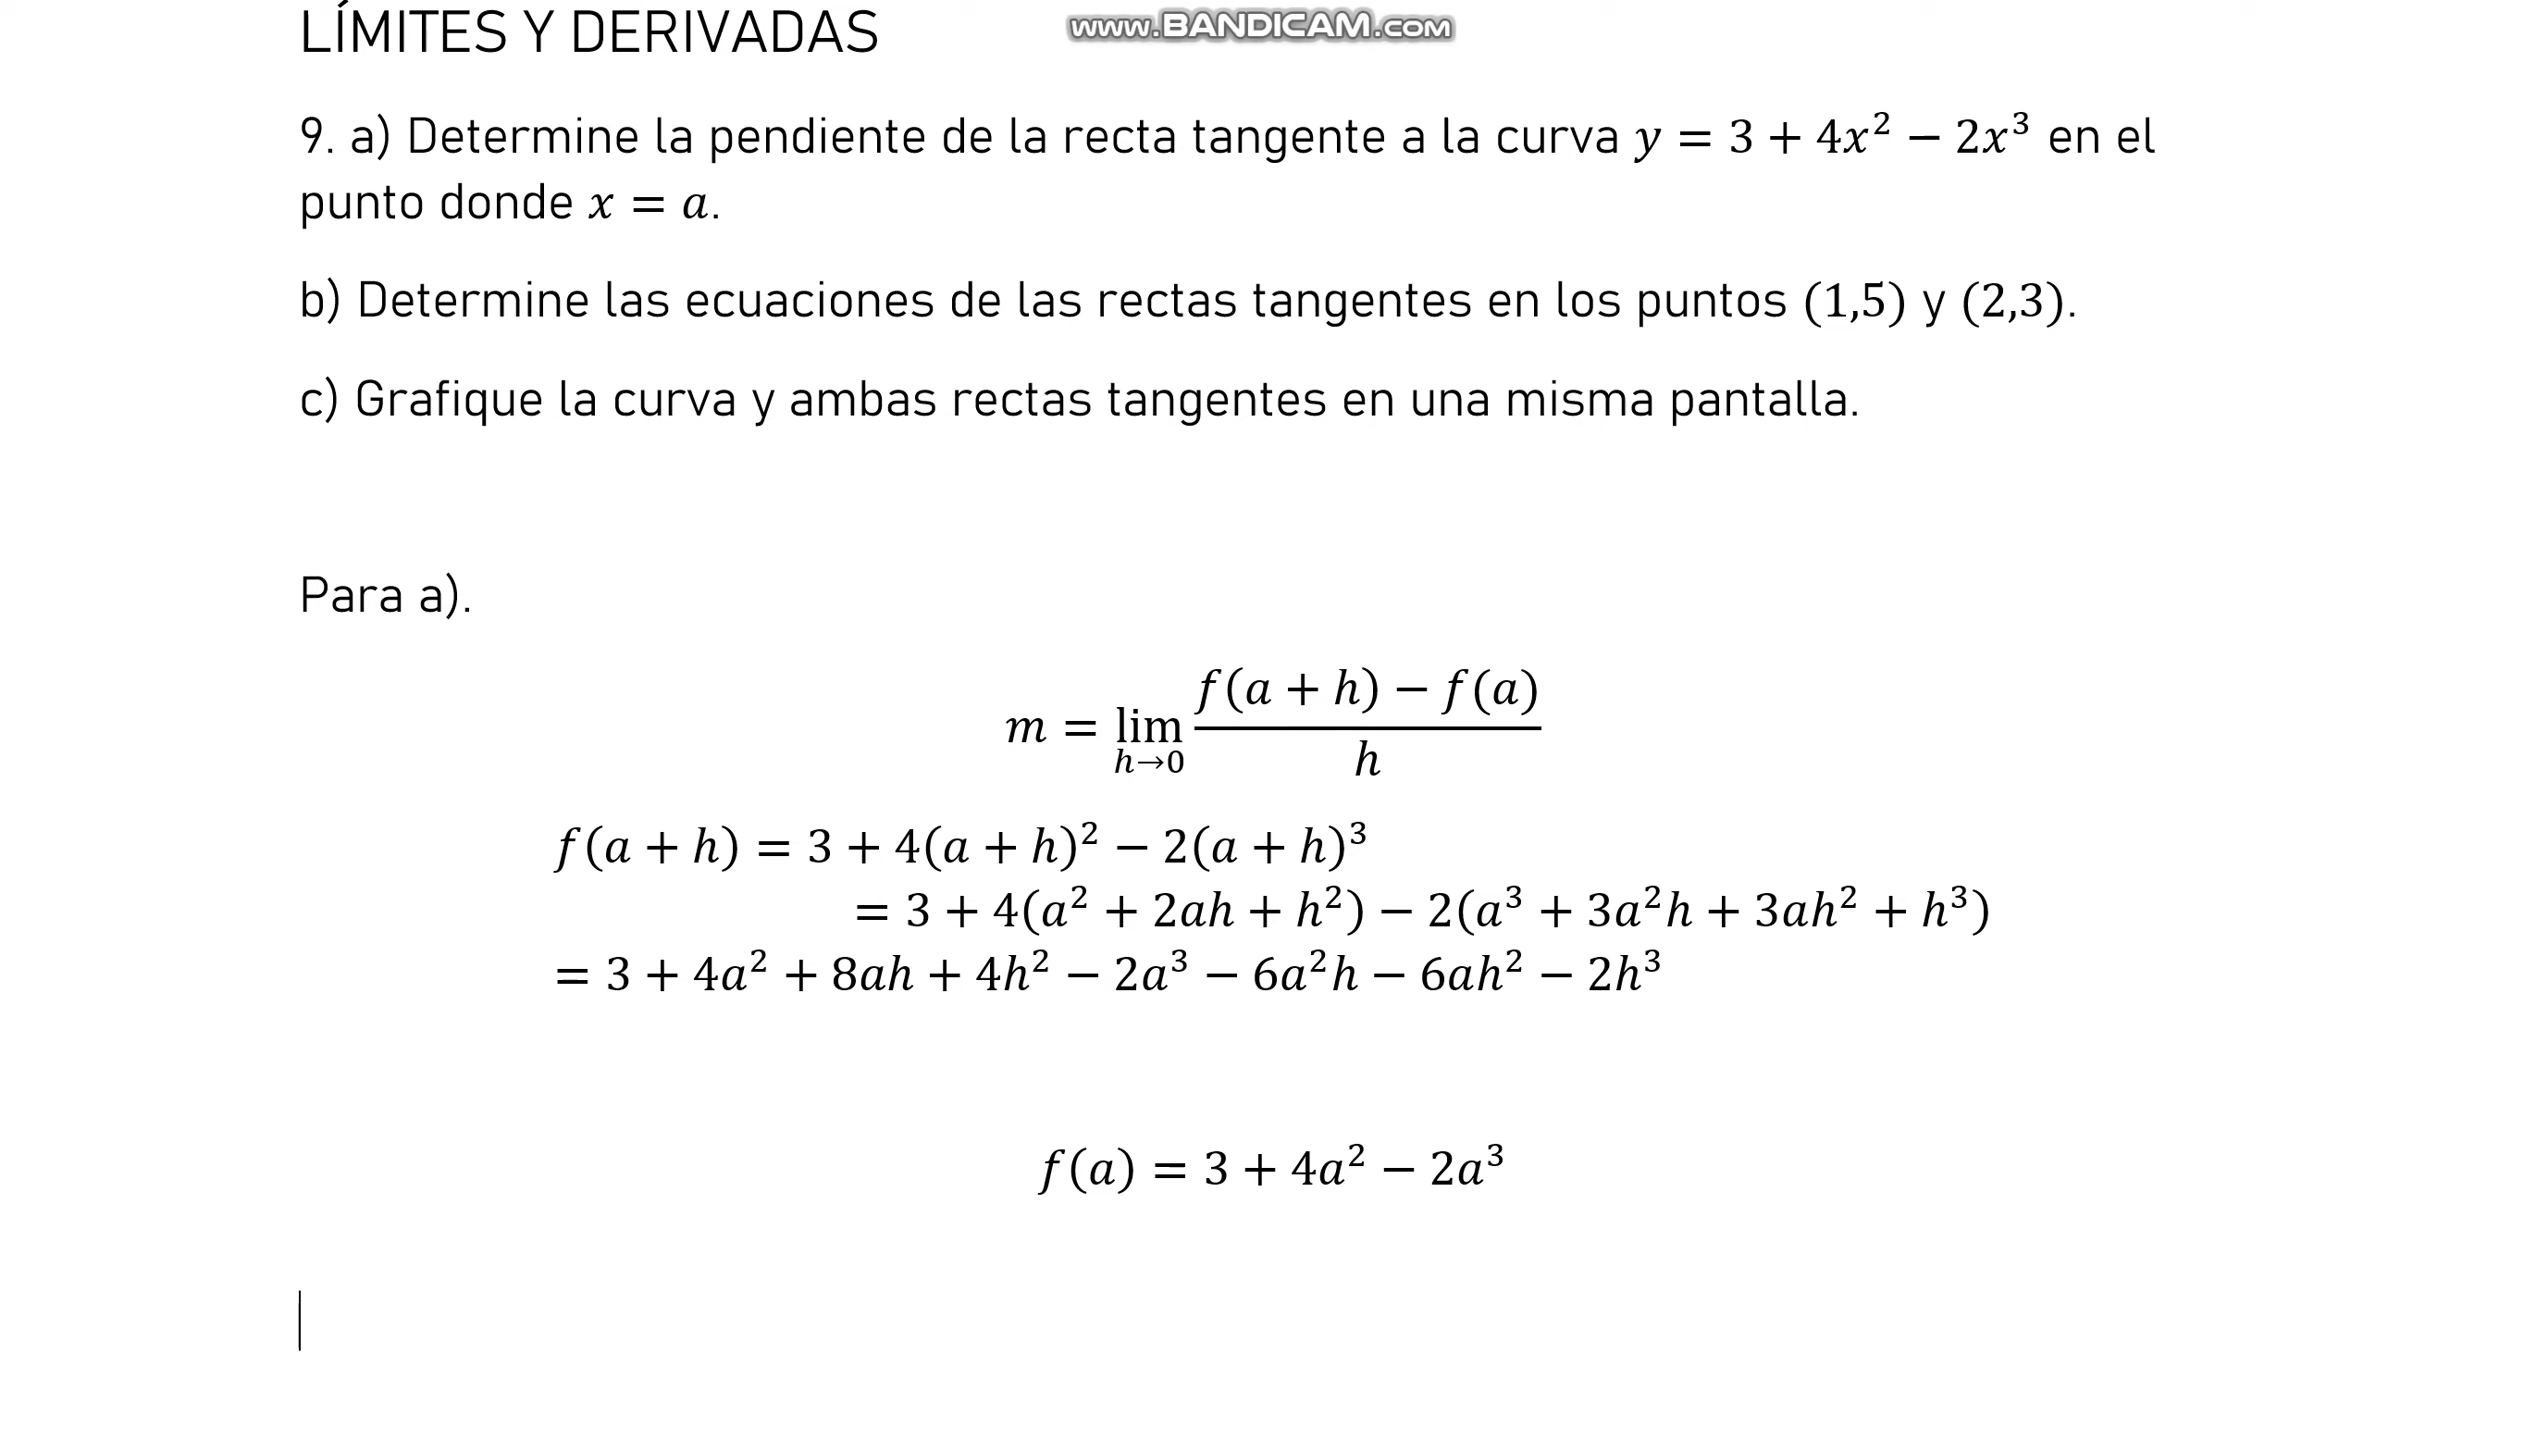 LÍMITES Y DERIVADAS
www.BANDICAM.com
9. a) Determine la pendiente de la recta tangente a la curva y = 3 + 4x² − 2x³ en el
punto donde x = a.
b) Determine las ecuaciones de las rectas tangentes en los puntos (1,5) y (2,3).
c) Grafique la curva y ambas rectas tangentes en una misma pantalla.
Para a).
m = lim h→0 f(a + h) − f(a) / h
f(a + h) = 3 + 4(a + h)² − 2(a + h)³
= 3 + 4(a² + 2ah + h²) − 2(a³ + 3a²h + 3ah² + h³)
= 3 + 4a² + 8ah + 4h² − 2a³ − 6a²h − 6ah² − 2h³
f(a) = 3 + 4a² − 2a³